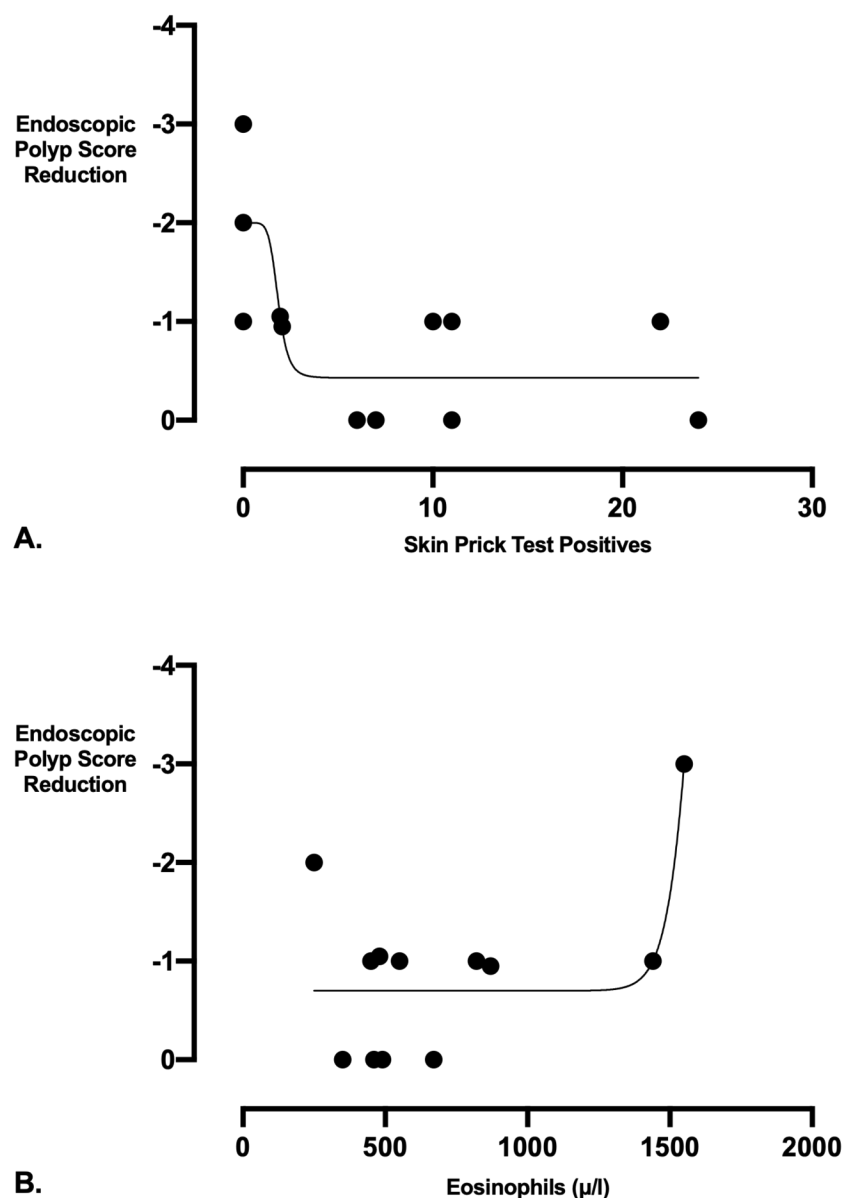 -4
Endoscopic
Polyp Score
Reduction
-3
-2
-1
0
0 10 20 30
A.
Skin Prick Test Positives
-4
Endoscopic
Polyp Score
Reduction
-3
-2
-1
0
0 500 1000 1500 2000
B.
Eosinophils (μ/l)